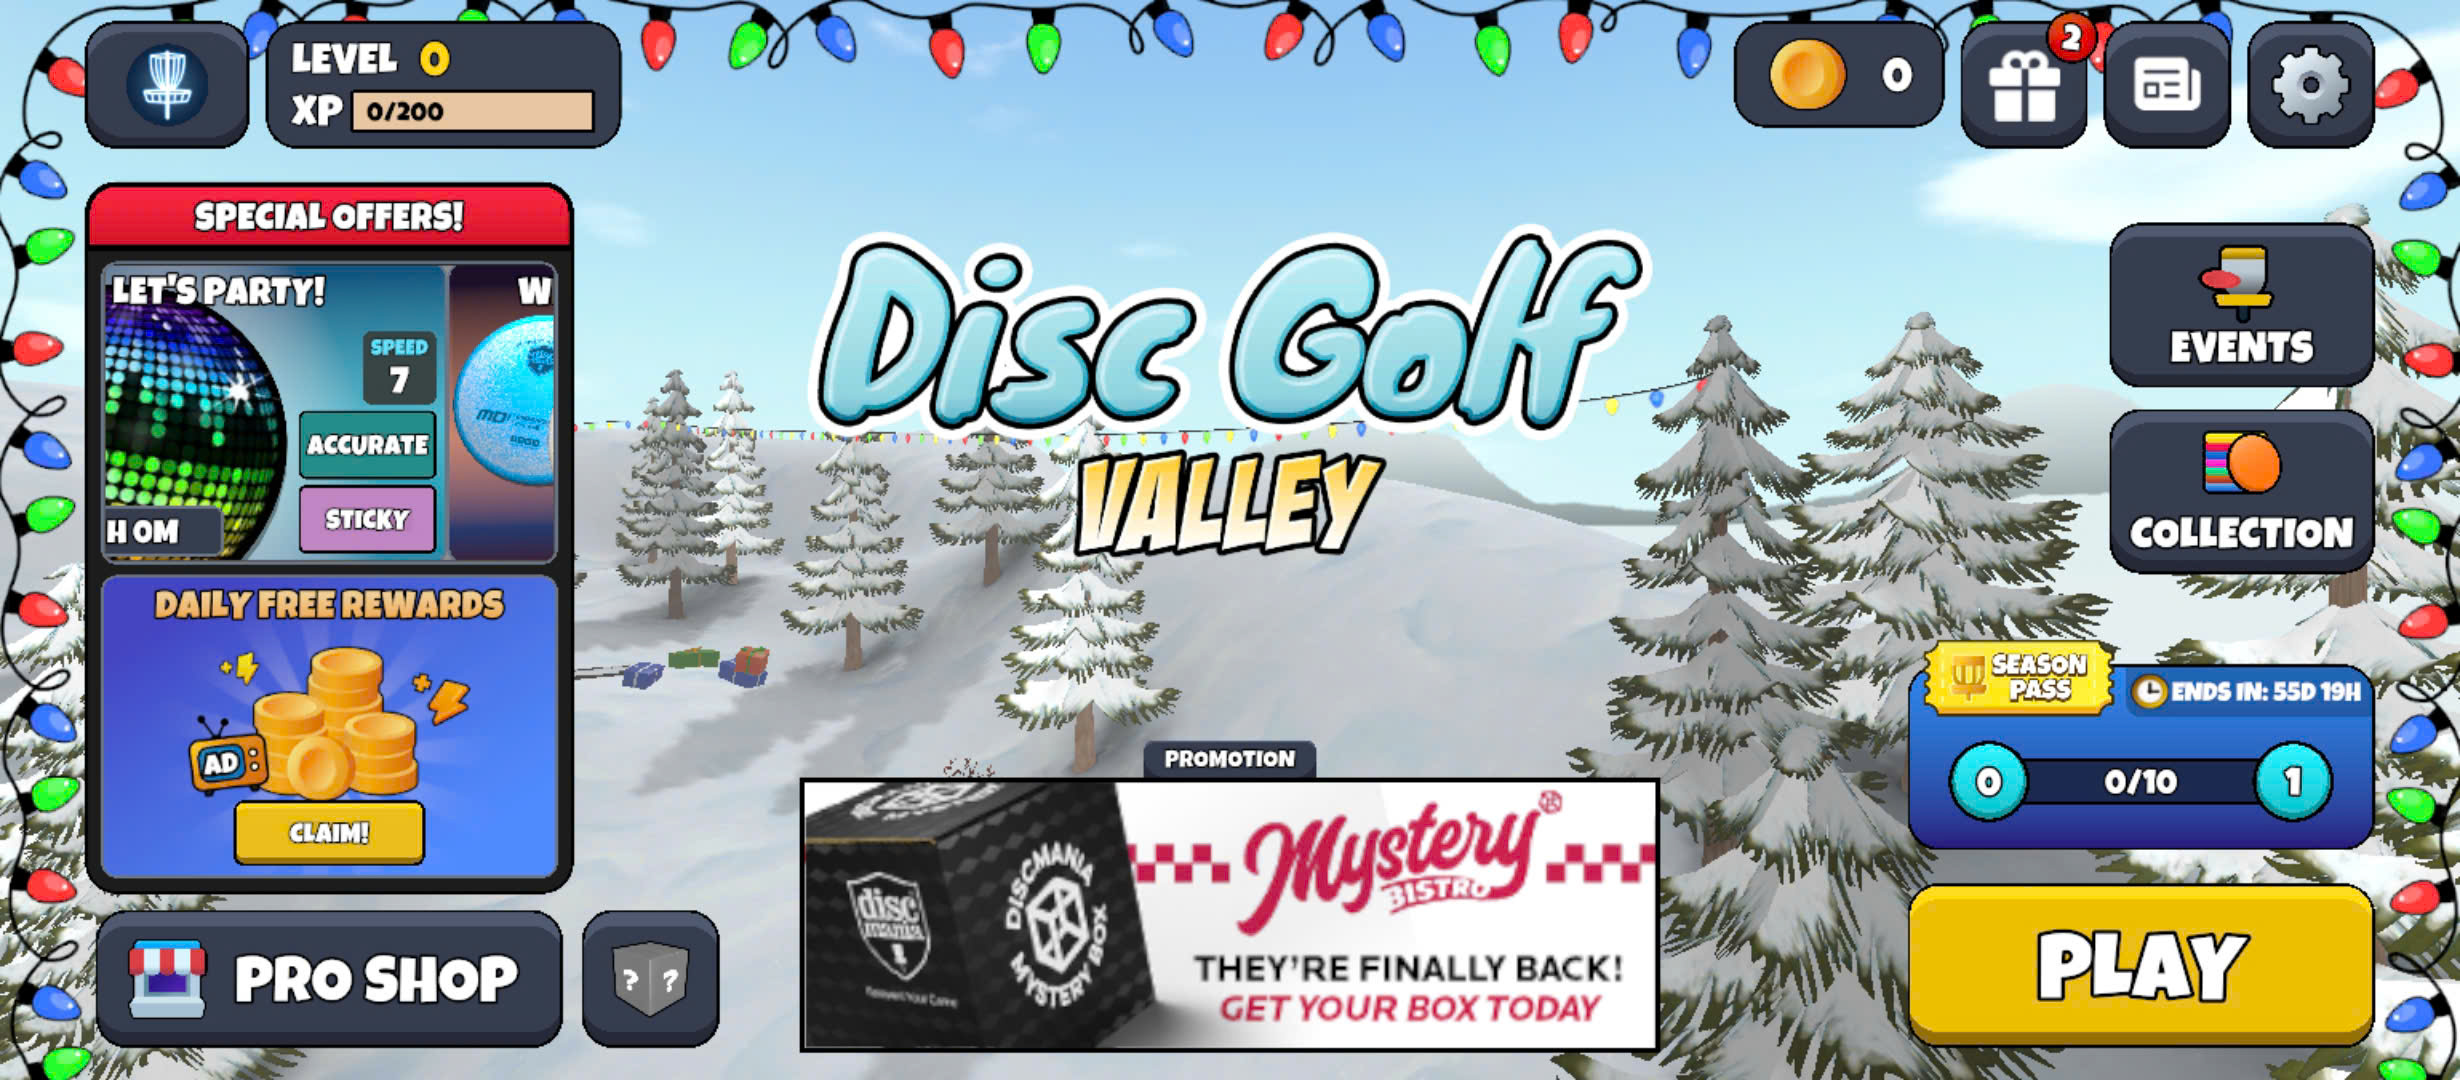 LEVEL 0
XP 0/200
0
2
SPECIAL OFFERS!
LET'S PARTY!
W
SPEED
7
ACCURATE
STICKY
H OM
DAILY FREE REWARDS
AD
CLAIM!
PRO SHOP
? ?
Disc Golf
VALLEY
PROMOTION
disc
mania
DISCMANIA
MYSTERY BOX
Mystery
BISTRO
THEY'RE FINALLY BACK!
GET YOUR BOX TODAY
EVENTS
COLLECTION
SEASON
PASS
ENDS IN: 55D 19H
0
0/10
1
PLAY